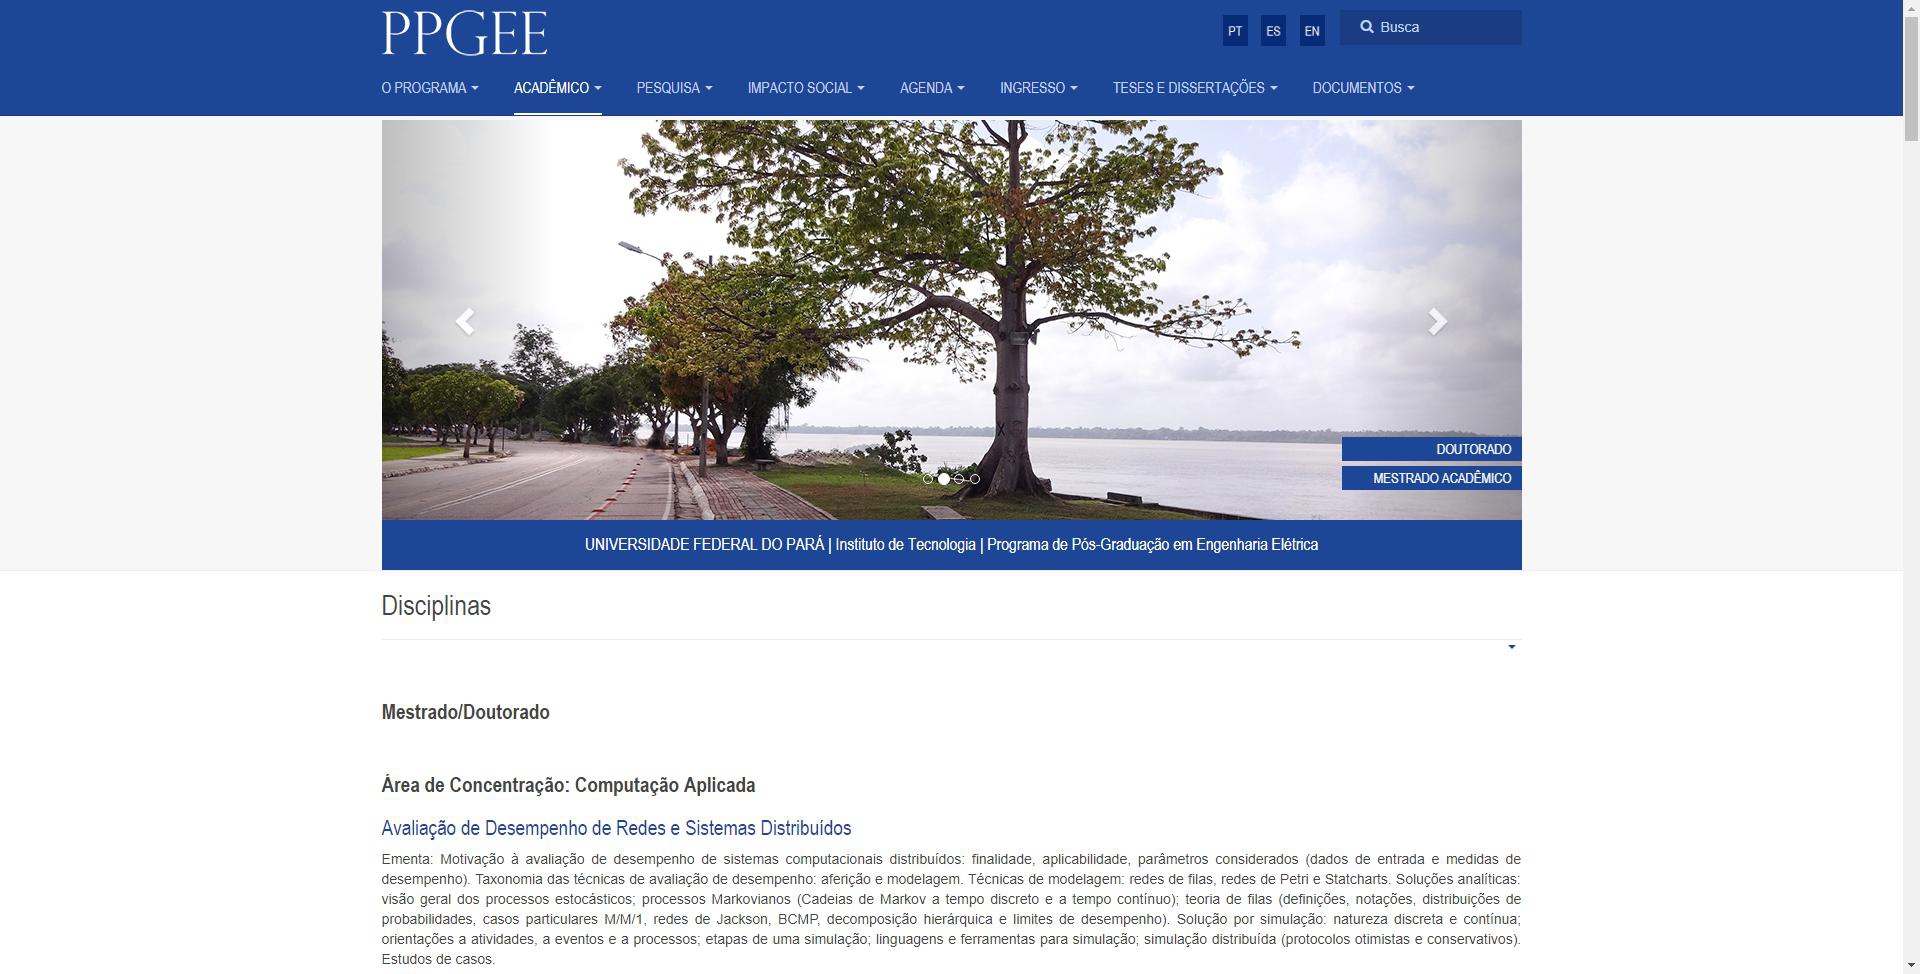 PPGEE
PT ES EN Busca
O PROGRAMA ACADÊMICO PESQUISA IMPACTO SOCIAL AGENDA INGRESSO TESES E DISSERTAÇÕES DOCUMENTOS
DOUTORADO
MESTRADO ACADÊMICO
UNIVERSIDADE FEDERAL DO PARÁ | Instituto de Tecnologia | Programa de Pós-Graduação em Engenharia Elétrica
Disciplinas
Mestrado/Doutorado
Área de Concentração: Computação Aplicada
Avaliação de Desempenho de Redes e Sistemas Distribuídos
Ementa: Motivação à avaliação de desempenho de sistemas computacionais distribuídos: finalidade, aplicabilidade, parâmetros considerados (dados de entrada e medidas de
desempenho). Taxonomia das técnicas de avaliação de desempenho: aferição e modelagem. Técnicas de modelagem: redes de filas, redes de Petri e Statcharts. Soluções analíticas:
visão geral dos processos estocásticos; processos Markovianos (Cadeias de Markov a tempo discreto e a tempo contínuo); teoria de filas (definições, notações, distribuições de
probabilidades, casos particulares M/M/1, redes de Jackson, BCMP, decomposição hierárquica e limites de desempenho). Solução por simulação: natureza discreta e contínua;
orientações a atividades, a eventos e a processos; etapas de uma simulação; linguagens e ferramentas para simulação; simulação distribuída (protocolos otimistas e conservativos).
Estudos de casos.